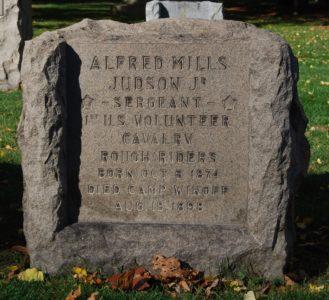 ALFRED MILLS
JUDSON JR
SERGEANT
1ST U.S. VOLUNTEER
CAVALRY
ROUGH RIDERS
BORN OCT 8 1874
DIED CAMP WIKOFF
AUG 19 1898